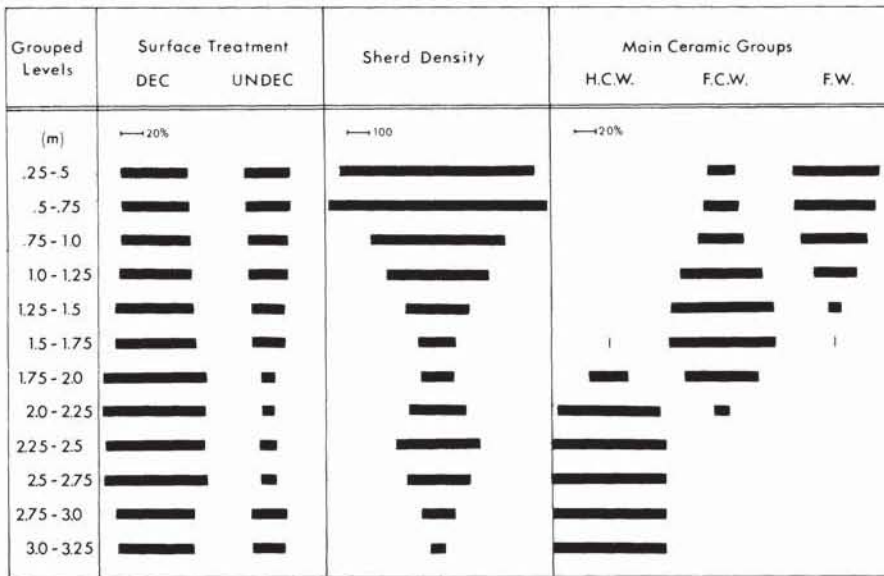 Grouped Levels
Surface Treatment
DEC UNDEC
Sherd Density
Main Ceramic Groups
H.C.W. F.C.W. F.W.
(m)
20%
100
20%
.25-.5
.5-.75
.75-1.0
1.0-1.25
1.25-1.5
1.5-1.75
1.75-2.0
2.0-2.25
2.25-2.5
2.5-2.75
2.75-3.0
3.0-3.25